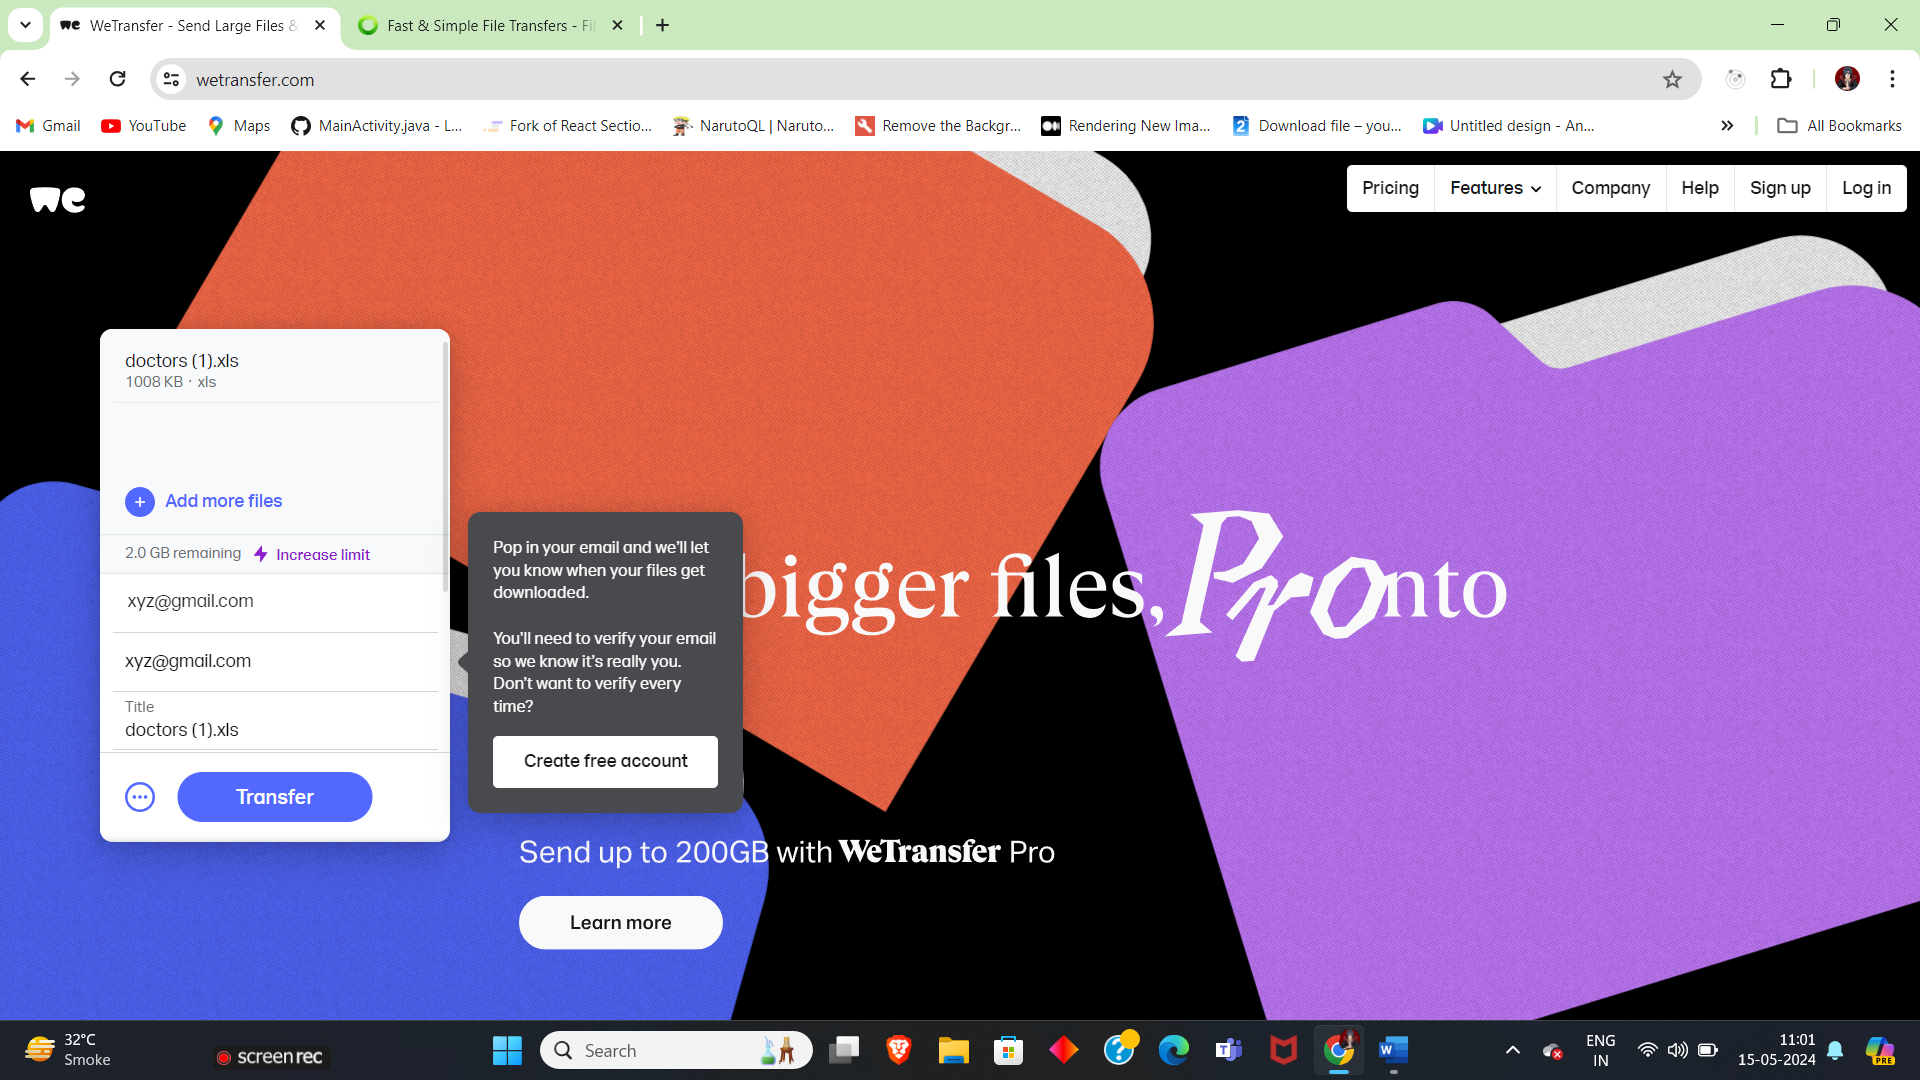 WeTransfer - Send Large Files &
Fast & Simple File Transfers - Fil
wetransfer.com
Gmail
YouTube
Maps
MainActivity.java - L...
Fork of React Sectio...
NarutoQL | Naruto...
Remove the Backgr...
Rendering New Ima...
Download file – you...
Untitled design - An...
All Bookmarks
we
Pricing
Features
Company
Help
Sign up
Log in
doctors (1).xls
1008 KB · xls
Add more files
2.0 GB remaining
Increase limit
xyz@gmail.com
xyz@gmail.com
Title
doctors (1).xls
Transfer
Pop in your email and we'll let
you know when your files get
downloaded.
You'll need to verify your email
so we know it's really you.
Don't want to verify every
time?
Create free account
bigger files, Pronto
Send up to 200GB with WeTransfer Pro
Learn more
32°C
Smoke
screenrec
Search
ENG
IN
11:01
15-05-2024
PRE